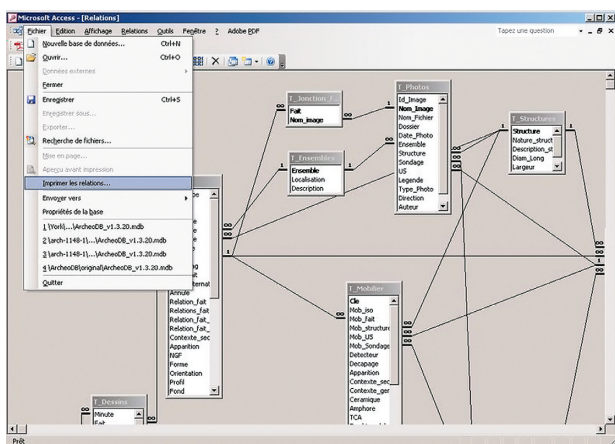 Microsoft Access - [Relations]
Fichier Edition Affichage Relations Outils Fenêtre ? Adobe PDF
Tapez une question
Nouvelle base de données... Ctrl+N
Ouvrir... Ctrl+O
Données externes
Fermer
Enregistrer Ctrl+S
Enregistrer sous...
Exporter...
Recherche de fichiers...
Mise en page...
Aperçu avant impression
Imprimer les relations...
Envoyer vers
Propriétés de la base
1 \York\...\ArcheoDB_v1.3.20.mdb
2 \arch-1148-1\...\ArcheoDB_v1.3.20.mdb
3 \arch-1148-1\...\ArcheoDB_v1.3.20.mdb
4 \ArcheoDB\original\ArcheoDB_v1.3.20.mdb
Quitter
Annule
Relation_fait
Relations_fait
Relation_fait_
Relation_fait_
Contexte_sec
Apparition
NGF
Forme
Orientation
Profil
Fond
T_Jonction_F...
Fait
Nom_image
T_Ensembles
Ensemble
Localisation
Description
T_Photos
Id_Image
Nom_Image
Nom_Fichier
Dossier
Date_Photo
Ensemble
Structure
Sondage
US
Legende
Type_Photo
Direction
Auteur
T_Structures
Structure
Nature_struct
Description_st
Diam_Long
Largeur
T_Mobilier
Cle
Mob_iso
Mob_fait
Mob_structure
Mob_US
Mob_Sondage
Detecteur
Decapage
Apparition
Contexte_sec
Contexte_ger
Ceramique
Amphore
TCA
T_Dessins
Minute
Fait
Prêt